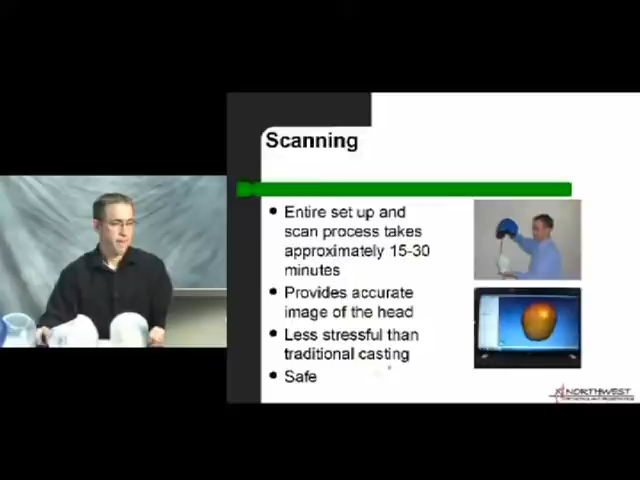 Scanning
Entire set up and
scan process takes
approximately 15-30
minutes
Provides accurate
image of the head
Less stressful than
traditional casting
Safe
NORTHWEST